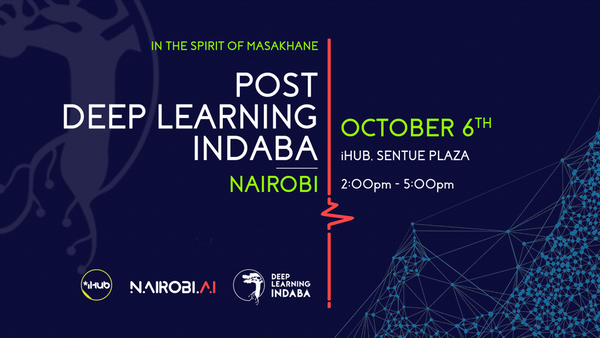 IN THE SPIRIT OF MASAKHANE
POST
DEEP LEARNING
INDABA
NAIROBI
OCTOBER 6TH
iHUB. SENTUE PLAZA
2:00pm - 5:00pm
*iHub
NAIROBI.AI
DEEP
LEARNING
INDABA